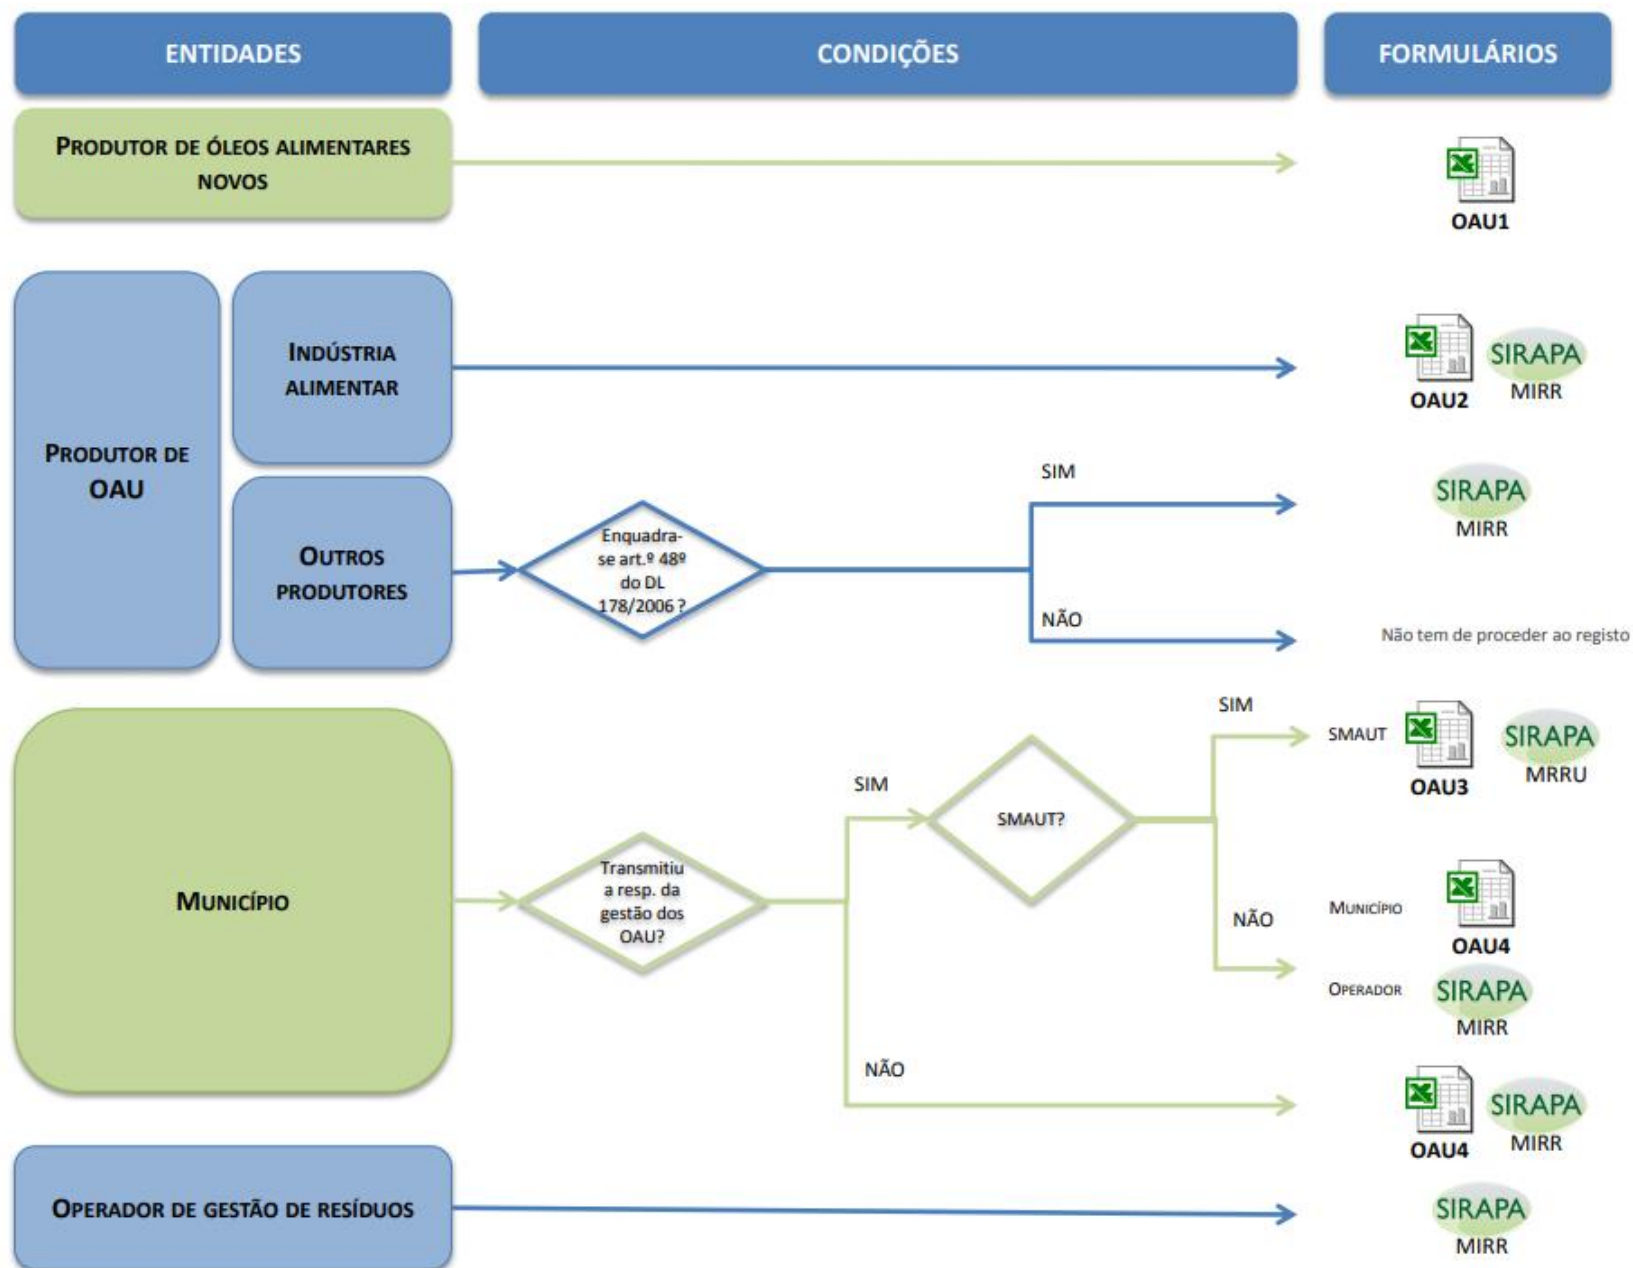 ENTIDADES
CONDIÇÕES
FORMULÁRIOS
PRODUTOR DE ÓLEOS ALIMENTARES
NOVOS
OAU1
PRODUTOR DE
OAU
INDÚSTRIA
ALIMENTAR
OAU2
SIRAPA
MIRR
OUTROS
PRODUTORES
Enquadra-
se art.º 48º
do DL
178/2006 ?
SIM
SIRAPA
MIRR
NÃO
Não tem de proceder ao registo
MUNICÍPIO
Transmitiu
a resp. da
gestão dos
OAU?
SIM
SMAUT?
SIM
SMAUT
OAU3
SIRAPA
MRRU
NÃO
MUNICÍPIO
OAU4
OPERADOR
SIRAPA
MIRR
NÃO
OAU4
SIRAPA
MIRR
OPERADOR DE GESTÃO DE RESÍDUOS
SIRAPA
MIRR